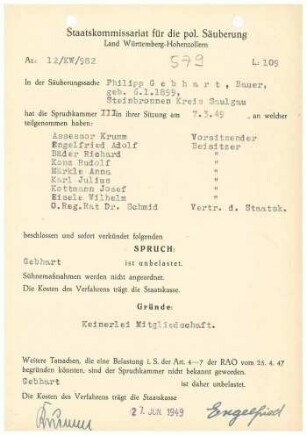 Staatskommissariat für die pol. Säuberung
Land Württemberg-Hohenzollern
Az: 12/KW/982 579 L: 109
In der Säuberungssache Philipp Gebhart, Bauer,
geb. 6.1.1899,
Steinbronnen Kreis Saulgau
hat die Spruchkammer III in ihrer Sitzung am 7.3.49, an welcher
teilgenommen haben:
Assessor Krumm Vorsitzender
Engelfried Adolf Beisitzer
Bäder Richard "
Kons Rudolf "
Märkle Anna "
Karl Julius "
Kottmann Josef "
Eisele Wilhelm "
O.Reg.Rat Dr. Schmid Vertr. d. Staatsk.
beschlossen und sofort verkündet folgenden
SPRUCH:
Gebhart ist unbelastet.
Sühnemaßnahmen werden nicht angeordnet.
Die Kosten des Verfahrens trägt die Staatskasse.
Gründe:
Keinerlei Mitgliedschaft.
Weitere Tatsachen, die eine Belastung i. S. der Art. 4—7 der RAO vom 25. 4. 47
begründen könnten, sind der Spruchkammer nicht bekannt geworden.
Gebhart ist daher unbelastet.
Die Kosten des Verfahrens trägt die Staatskasse.
Krumm 27. JUN 1949 Engelfried